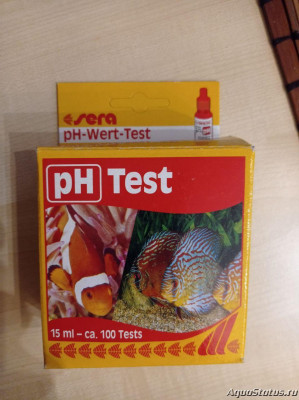 sera
pH-Wert-Test
pH Test
15 ml – ca. 100 Tests
AquaStatus.ru